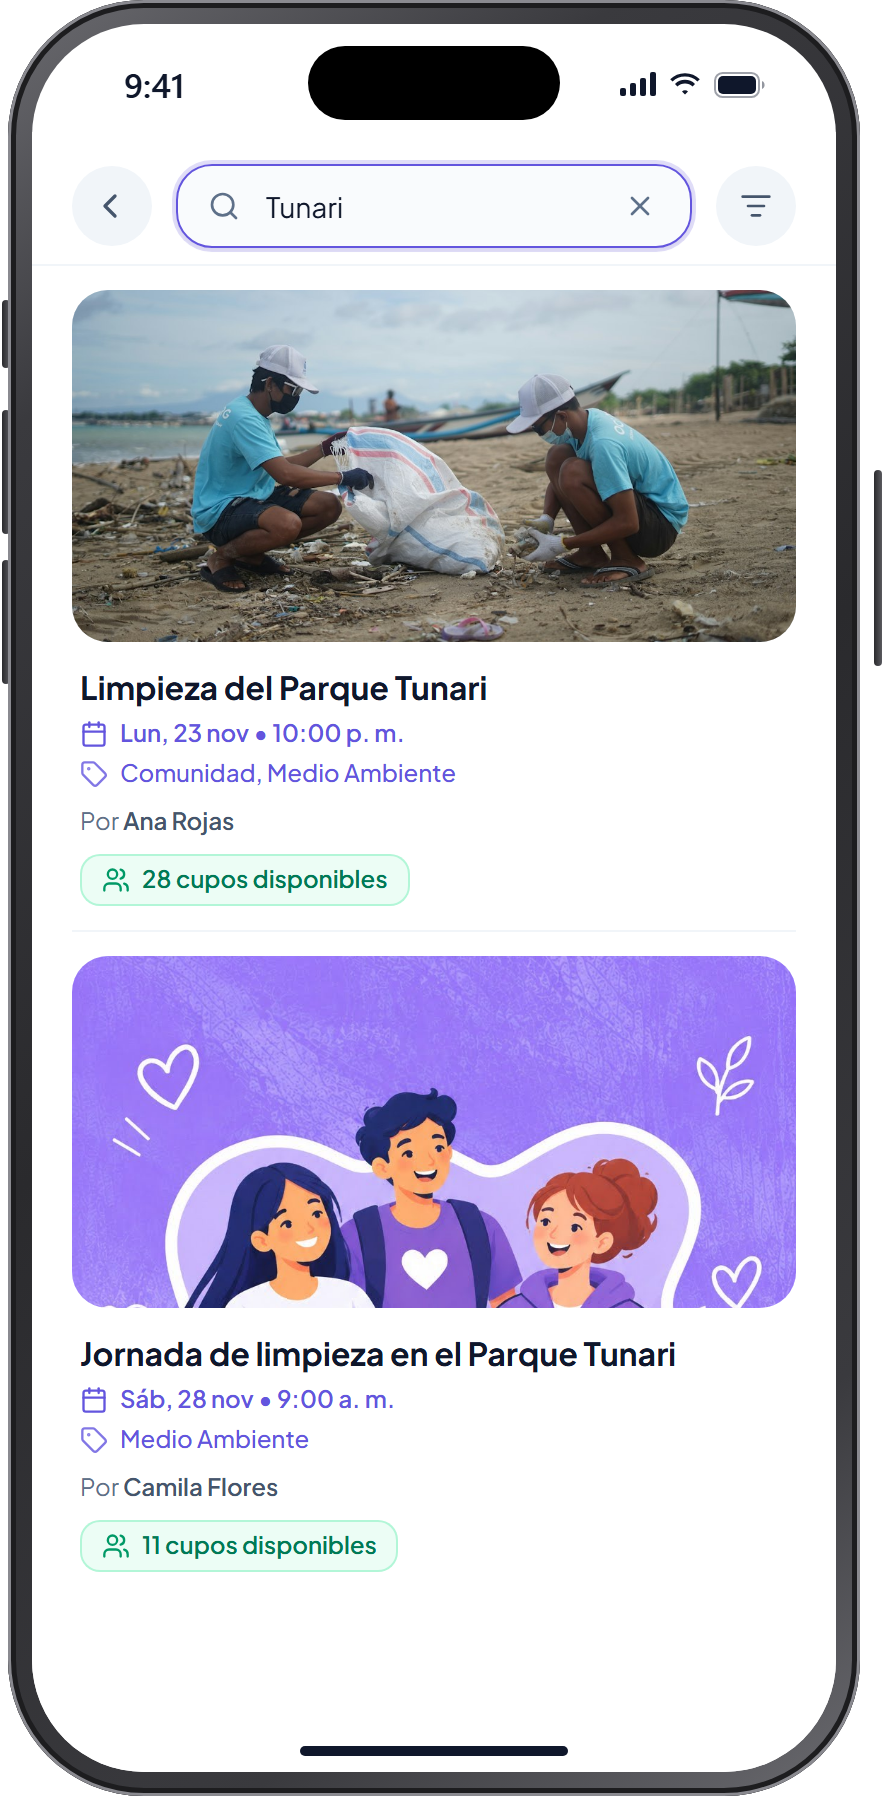 9:41
Tunari
Limpieza del Parque Tunari
Lun, 23 nov • 10:00 p. m.
Comunidad, Medio Ambiente
Por Ana Rojas
28 cupos disponibles
Jornada de limpieza en el Parque Tunari
Sáb, 28 nov • 9:00 a. m.
Medio Ambiente
Por Camila Flores
11 cupos disponibles